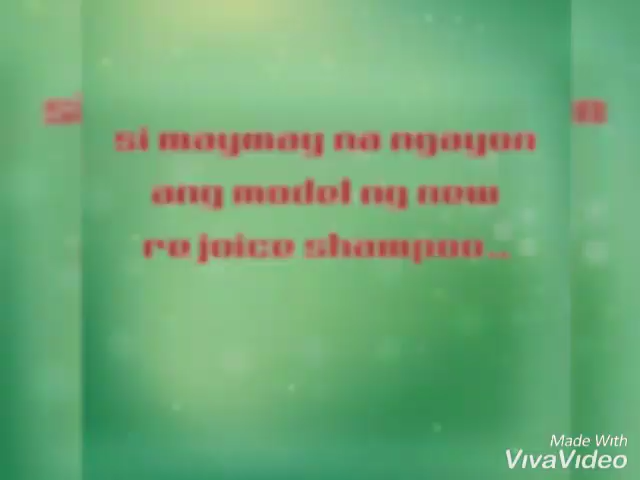 si maymay na ngayon
ang model ng new
re joice shampoo...
Made With
VivaVideo